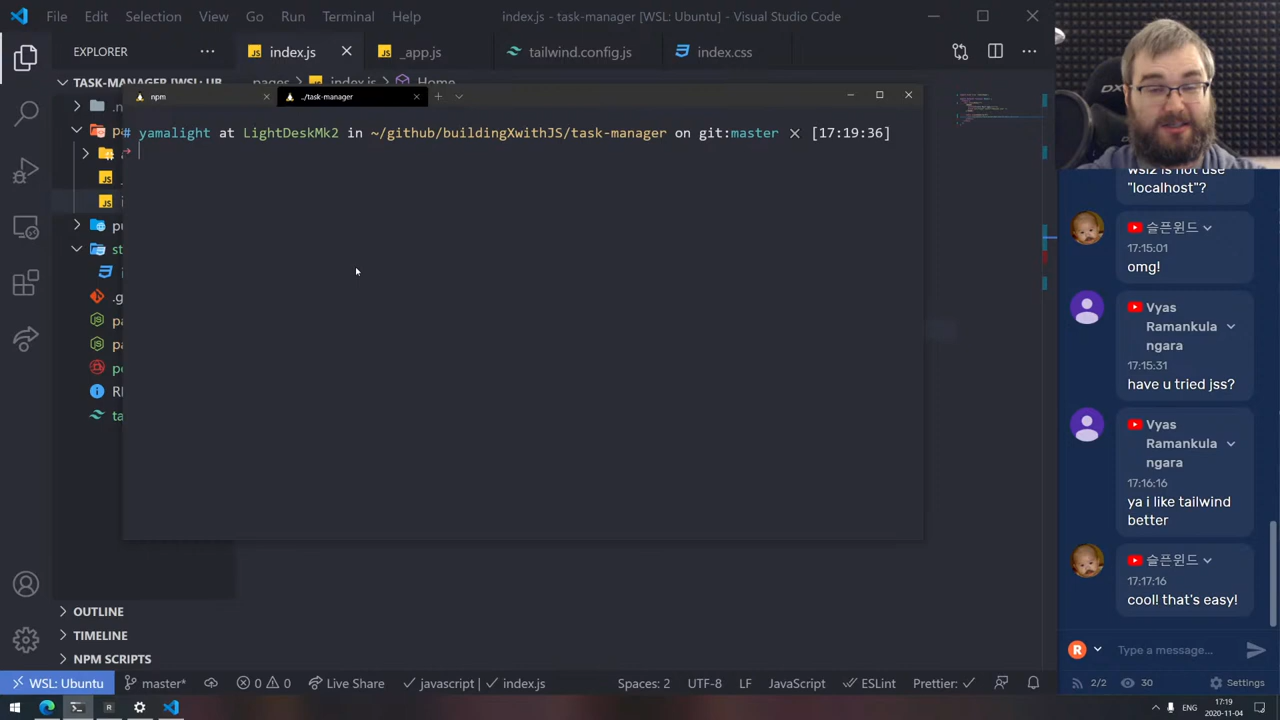 File Edit Selection View Go Run Terminal Help
index.js - task-manager [WSL: Ubuntu] - Visual Studio Code
EXPLORER
index.js
_app.js
tailwind.config.js
index.css
TASK-MANAGER [WSL: UB
pages
index.js
Home
npm
../task-manager
# yamalight at LightDeskMk2 in ~/github/buildingXwithJS/task-manager on git:master × [17:19:36]
OUTLINE
TIMELINE
NPM SCRIPTS
WSL: Ubuntu
master*
0 0
Live Share
javascript
index.js
Spaces: 2
UTF-8
LF
JavaScript
ESLint
Prettier:
wsl2 is not use
"localhost"?
슬픈윈드
17:15:01
omg!
Vyas
Ramankula
ngara
17:15:31
have u tried jss?
Vyas
Ramankula
ngara
17:16:16
ya i like tailwind
better
슬픈윈드
17:17:16
cool! that's easy!
R
Type a message...
2/2
30
Settings
ENG
17:19
2020-11-04